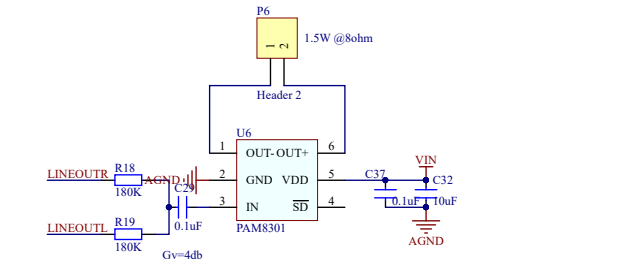 P6
1.5W @8ohm
1
2
Header 2
U6
1
OUT-
OUT+
6
VIN
LINEOUTR
R18
180K
AGND
2
GND
VDD
5
C37
0.1uF
C32
10uF
C29
0.1uF
3
IN
SD
4
LINEOUTL
R19
180K
PAM8301
AGND
Gv=4db